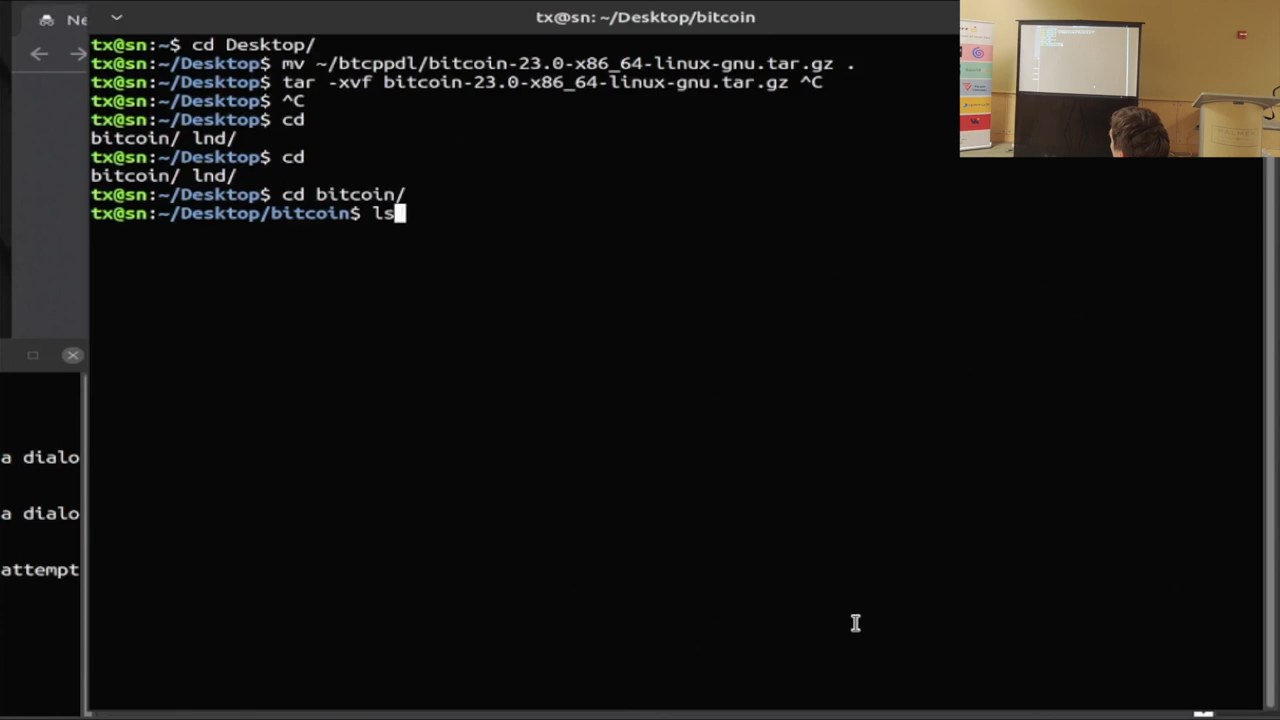 Ne
tx@sn: ~/Desktop/bitcoin
tx@sn:~$ cd Desktop/
tx@sn:~/Desktop$ mv ~/btcppdl/bitcoin-23.0-x86_64-linux-gnu.tar.gz .
tx@sn:~/Desktop$ tar -xvf bitcoin-23.0-x86_64-linux-gnu.tar.gz ^C
tx@sn:~/Desktop$ ^C
tx@sn:~/Desktop$ cd
bitcoin/ lnd/
tx@sn:~/Desktop$ cd
bitcoin/ lnd/
tx@sn:~/Desktop$ cd bitcoin/
tx@sn:~/Desktop/bitcoin$ ls
a dialo
a dialo
attempt